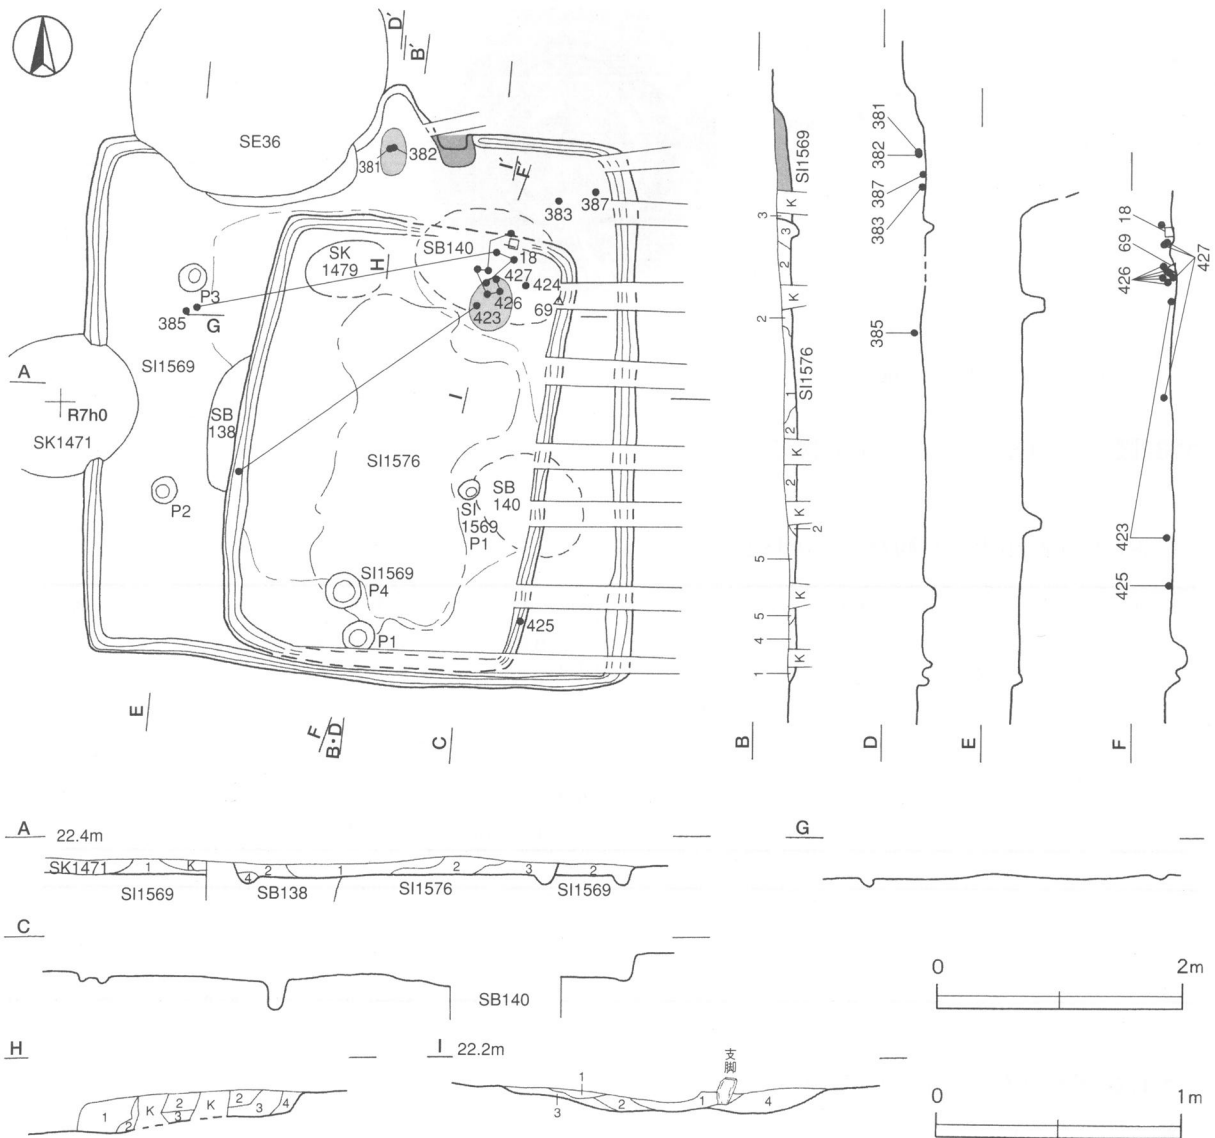 D′
B′
SE36
381
382
I′
F′
383
387
SB140
SK
1479
H
18
427
424
426
423
69
P3
385
G
SI1569
A
R7h0
SK1471
SB
138
I
SI1576
P2
SB
140
SI
1569
P1
SI1569
P4
P1
425
E
F
B・D
C
SI1569
K
3
3
2
K
2
SI1576
1
2
K
2
K
2
5
K
5
4
K
1
B
381
382
387
383
385
D
E
18
69
426
427
423
425
F
A 22.4m
SK1471 1 K 2 4 1 2 3 2
SI1569 SB138 SI1576 SI1569
G
C
SB140
0 2m
H
1 2 K 2 3 K 2 3 4
I 22.2m
支脚
1 3 2 1 4
0 1m